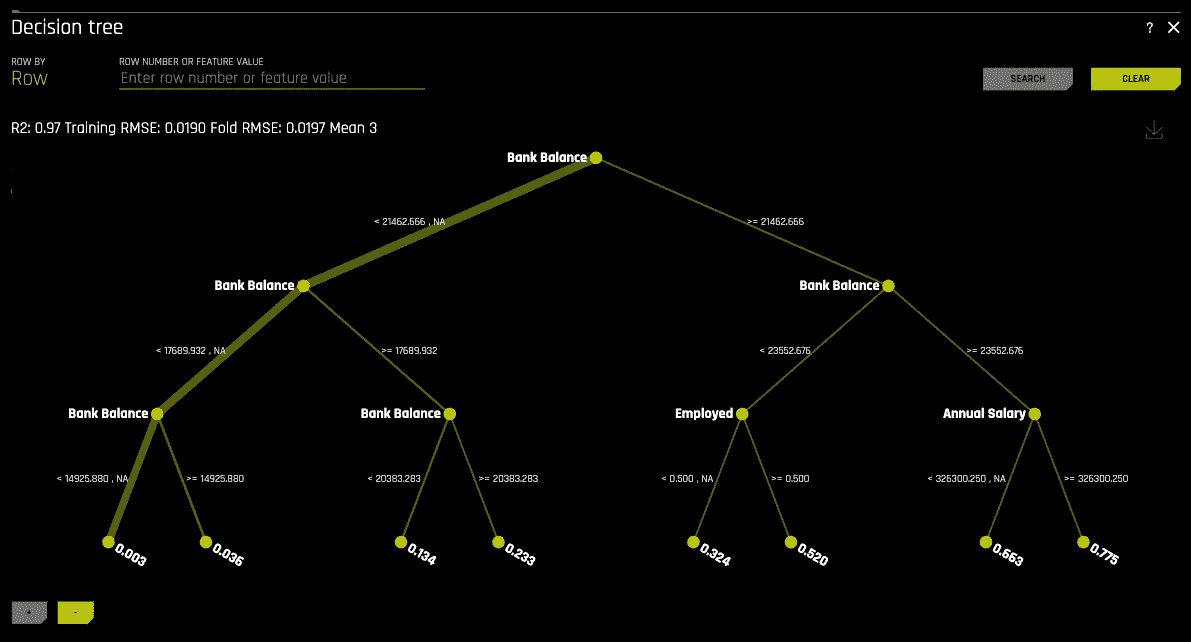 Decision tree
?
ROW BY
ROW NUMBER OR FEATURE VALUE
Row
Enter row number or feature value
SEARCH
CLEAR
R2: 0.97 Training RMSE: 0.0190 Fold RMSE: 0.0197 Mean 3
Bank Balance
< 21462.666 , NA
>= 21462.666
Bank Balance
Bank Balance
< 17689.932 , NA
>= 17689.932
< 23552.676
>= 23552.676
Bank Balance
Bank Balance
Employed
Annual Salary
< 14925.880 , NA
>= 14925.880
< 20383.283
>= 20383.283
< 0.500 , NA
>= 0.500
< 326300.250 , NA
>= 326300.250
0.003
0.036
0.134
0.233
0.324
0.520
0.663
0.775
+
-